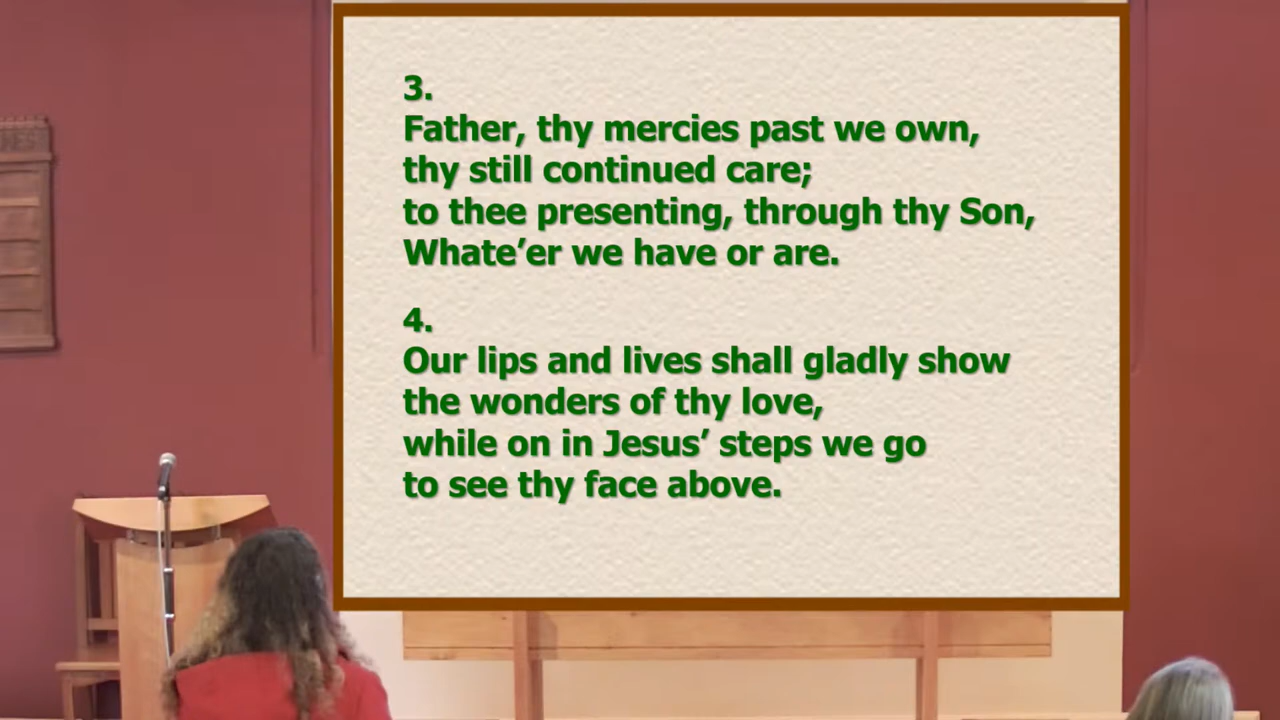 3.
Father, thy mercies past we own,
thy still continued care;
to thee presenting, through thy Son,
Whate’er we have or are.
4.
Our lips and lives shall gladly show
the wonders of thy love,
while on in Jesus’ steps we go
to see thy face above.